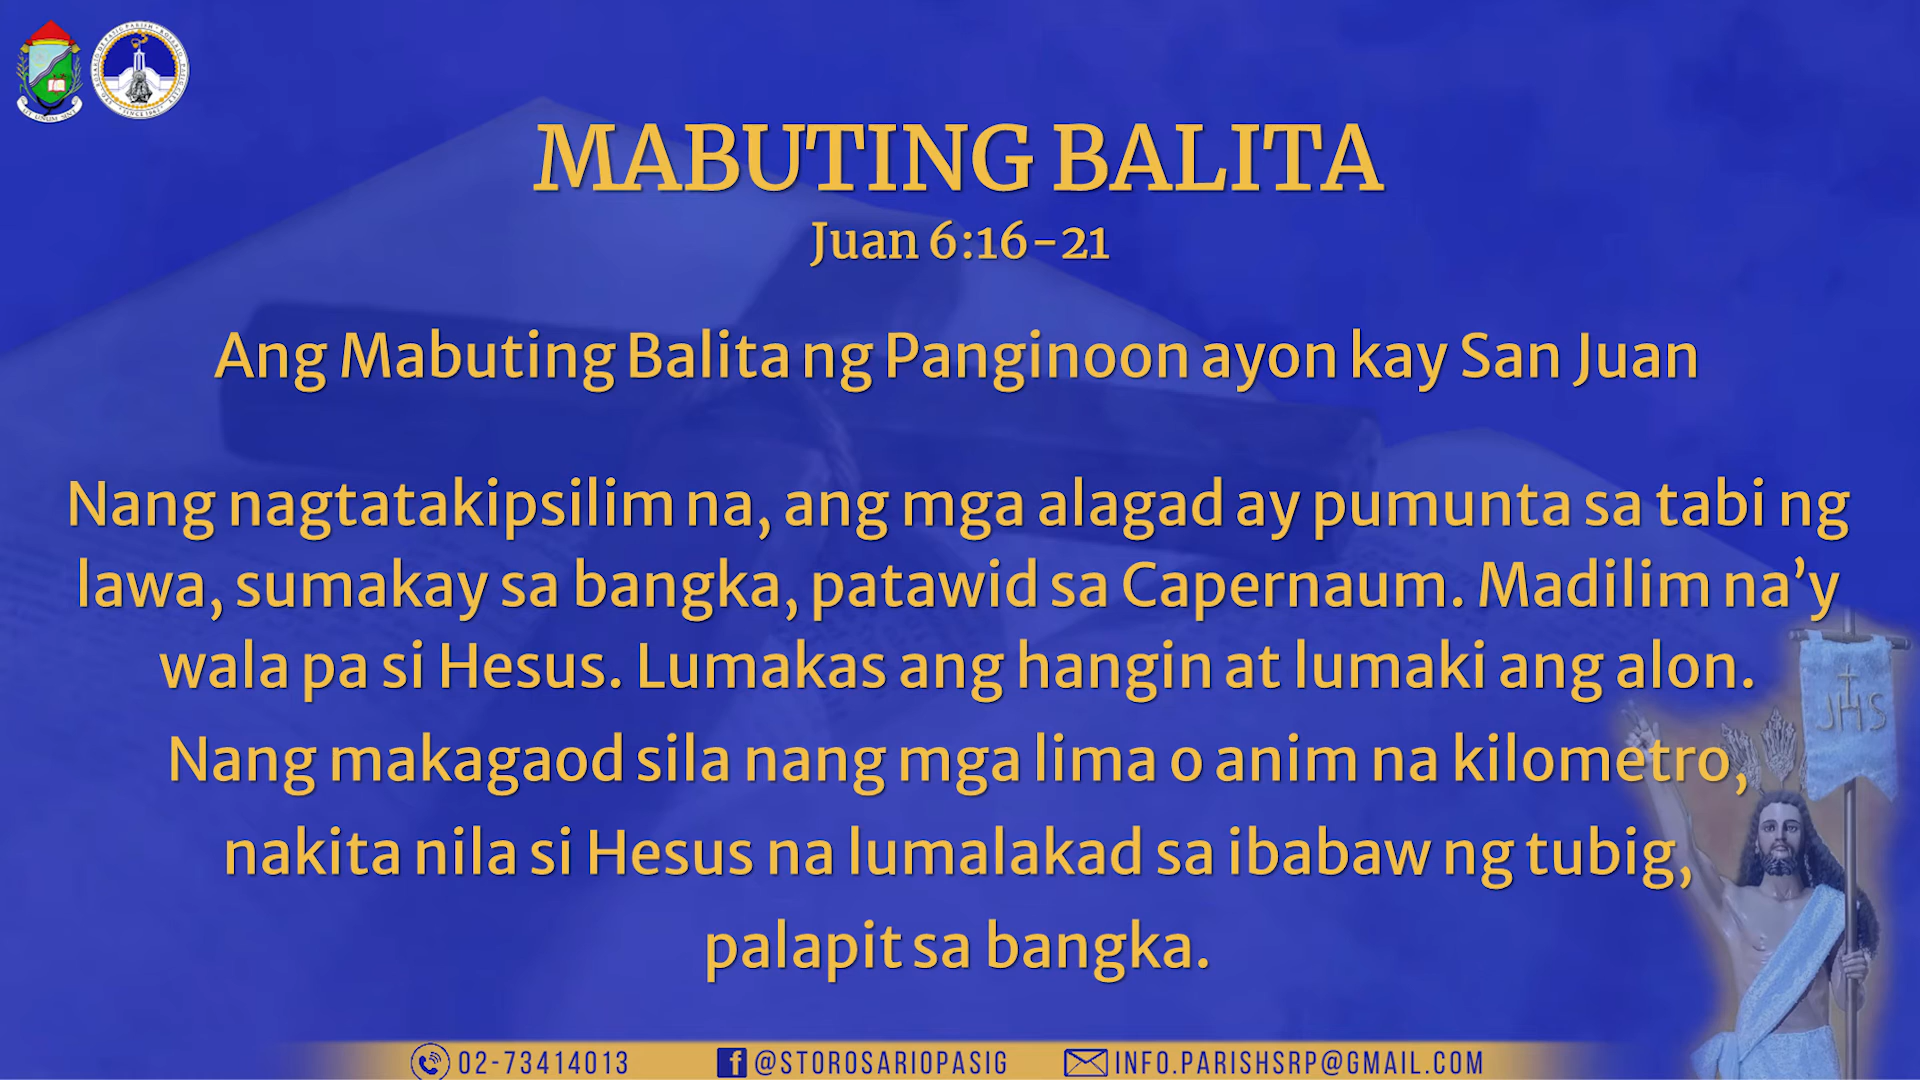 MABUTING BALITA
Juan 6:16-21
Ang Mabuting Balita ng Panginoon ayon kay San Juan
Nang nagtatakipsilim na, ang mga alagad ay pumunta sa tabi ng
lawa, sumakay sa bangka, patawid sa Capernaum. Madilim na’y
wala pa si Hesus. Lumakas ang hangin at lumaki ang alon.
Nang makagaod sila nang mga lima o anim na kilometro,
nakita nila si Hesus na lumalakad sa ibabaw ng tubig,
palapit sa bangka.
JHS
02-73414013 @STOROSARIOPASIG INFO.PARISHSRP@GMAIL.COM